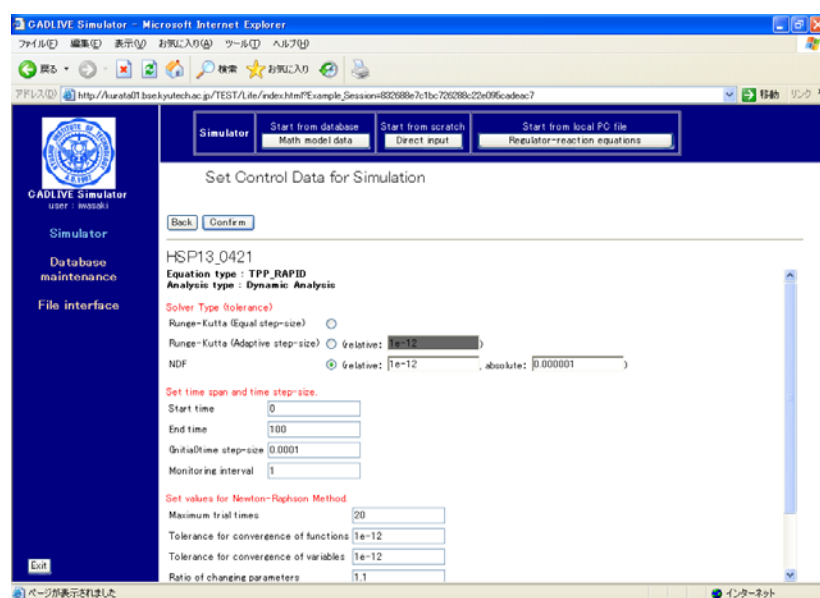 CADLIVE Simulator - Microsoft Internet Explorer
ファイル(F) 編集(E) 表示(V) お気に入り(A) ツール(T) ヘルプ(H)
戻る 検索 お気に入り
アドレス(D) http://kurata01.bse.kyutech.ac.jp/TEST/Life/index.html?Example_Session=832688e7c1bc726288c22e095cadeac7 移動 リンク
Simulator
Start from database Start from scratch Start from local PC file
Math model data Direct input Regulator-reaction equations
CADLIVE Simulator
user : iwasaki
Simulator
Database
maintenance
File interface
Exit
Set Control Data for Simulation
Back Confirm
HSP13_0421
Equation type : TPP_RAPID
Analysis type : Dynamic Analysis
Solver Type (tolerance)
Runge-Kutta (Equal step-size)
Runge-Kutta (Adaptive step-size) (relative: 1e-12 )
NDF (relative: 1e-12 , absolute: 0.000001 )
Set time span and time step-size.
Start time 0
End time 100
(Initial)time step-size 0.0001
Monitoring interval 1
Set values for Newton-Raphson Method
Maximum trial times 20
Tolerance for convergence of functions 1e-12
Tolerance for convergence of variables 1e-12
Ratio of changing parameters 1.1
ページが表示されました インターネット